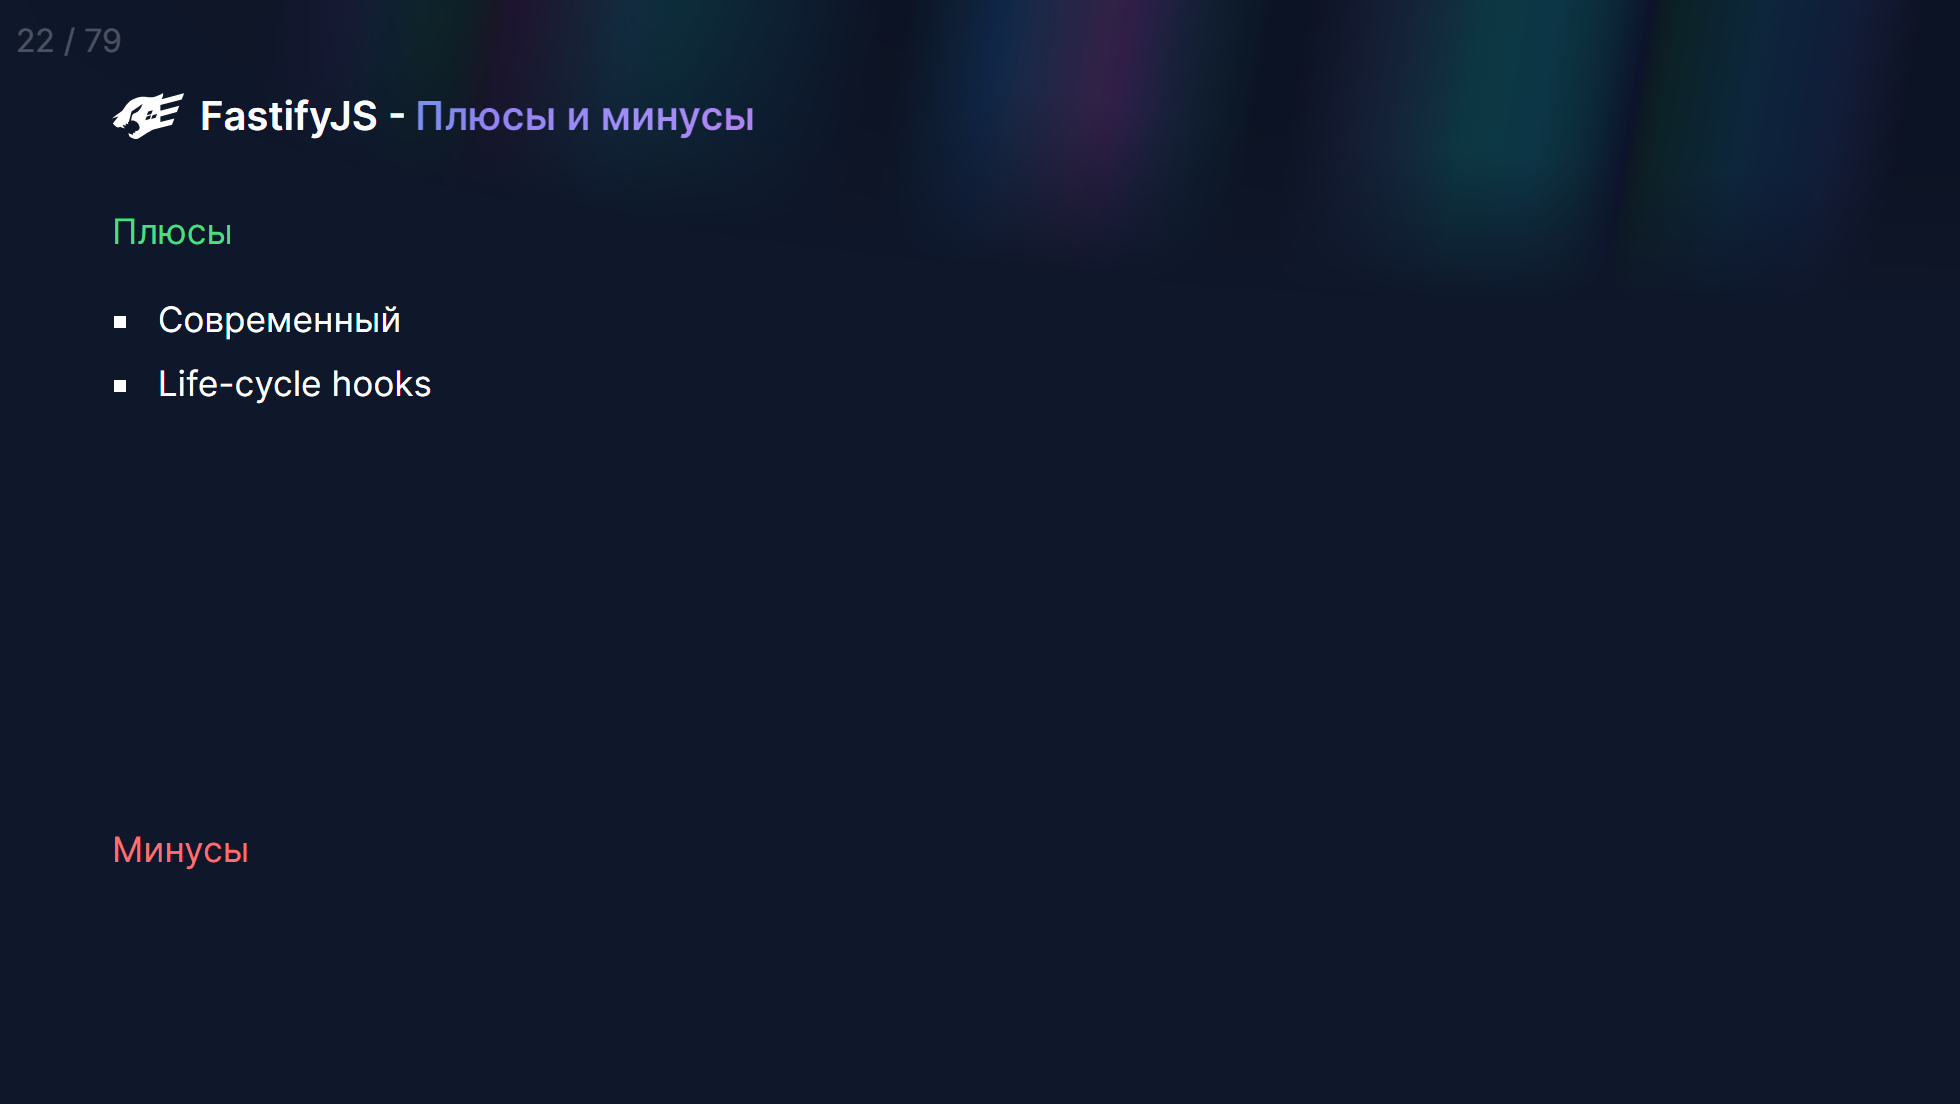 22 / 79
FastifyJS - Плюсы и минусы
Плюсы
Современный
Life-cycle hooks
Минусы